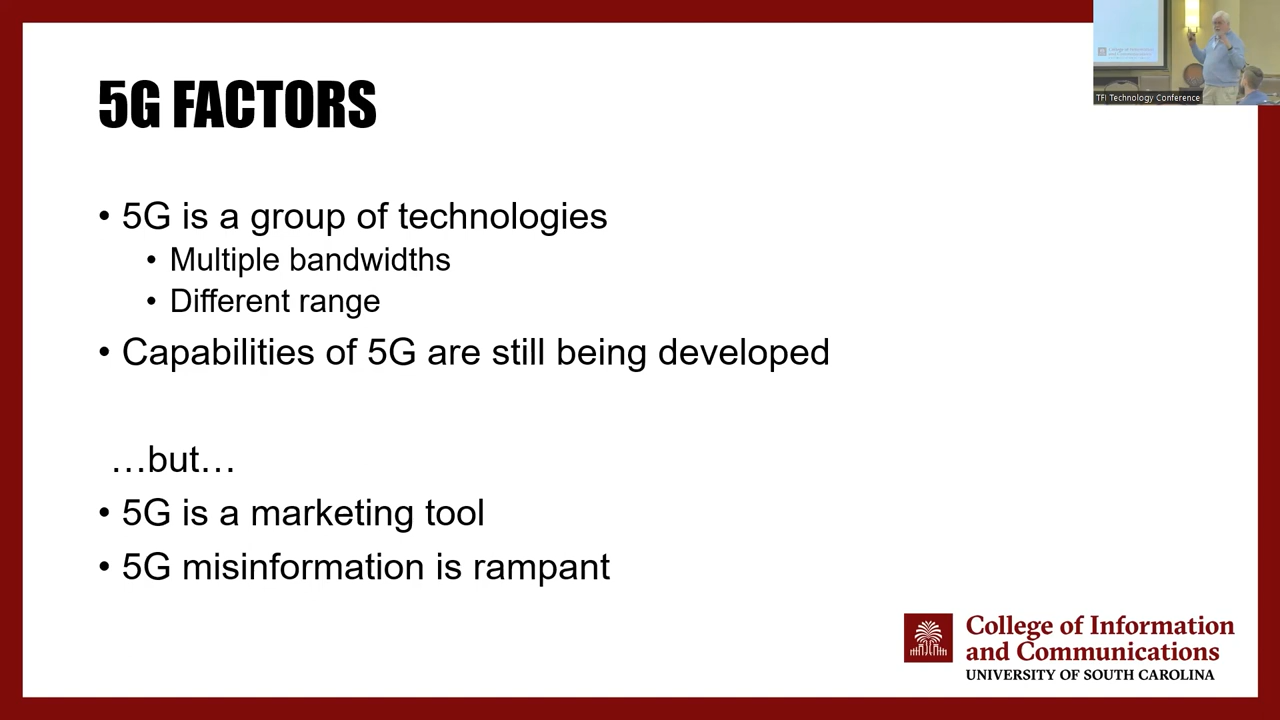 5G FACTORS
• 5G is a group of technologies
• Multiple bandwidths
• Different range
• Capabilities of 5G are still being developed
…but…
• 5G is a marketing tool
• 5G misinformation is rampant
TFI Technology Conference
College of Information
and Communications
UNIVERSITY OF SOUTH CAROLINA